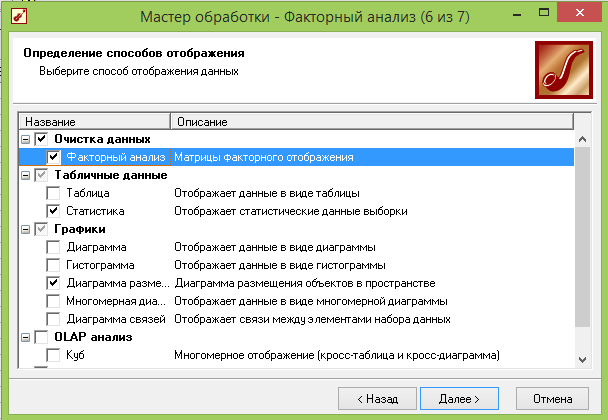 Мастер обработки - Факторный анализ (6 из 7)
Определение способов отображения
Выберите способ отображения данных
Название Описание
Очистка данных
Факторный анализ Матрицы факторного отображения
Табличные данные
Таблица Отображает данные в виде таблицы
Статистика Отображает статистические данные выборки
Графики
Диаграмма Отображает данные в виде диаграммы
Гистограмма Отображает данные в виде гистограммы
Диаграмма разме... Диаграмма размещения объектов в пространстве
Многомерная диа... Отображает данные в виде многомерной диаграммы
Диаграмма связей Отображает связи между элементами набора данных
OLAP анализ
Куб Многомерное отображение (кросс-таблица и кросс-диаграмма)
< Назад Далее > Отмена